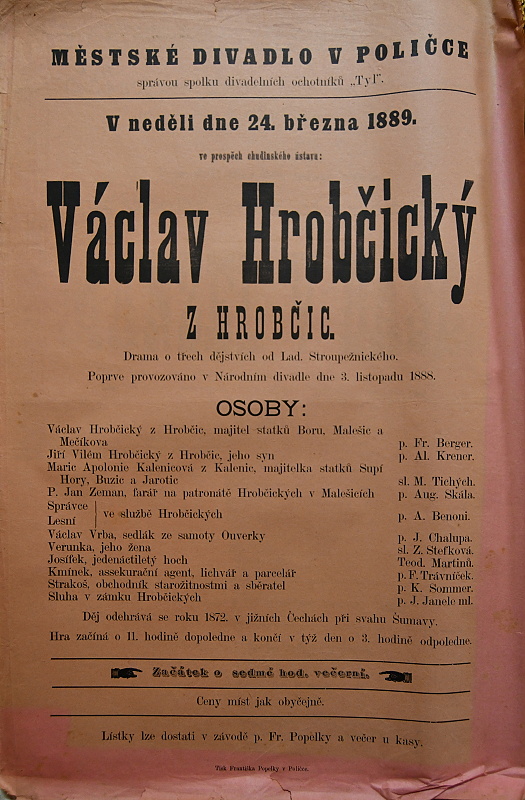 MĚSTSKÉ DIVADLO V POLIČCE
správou spolku divadelních ochotníků „Tyl".
V neděli dne 24. března 1889.
ve prospěch chudinského ústavu:
Václav Hrobčický
Z HROBČIC.
Drama o třech dějstvích od Lad. Stroupežnického.
Poprve provozováno v Národním divadle dne 3. listopadu 1888.
OSOBY:
Václav Hrobčický z Hrobčic, majitel statků Boru, Malešic a
Mečíkova p. Fr. Berger.
Jiří Vilém Hrobčický z Hrobčic, jeho syn p. Al. Krener.
Marie Apolonie Kalenicová z Kalenic, majitelka statků Supí
Hory, Buzic a Jarotic sl. M. Tichých.
P. Jan Zeman, farář na patronátě Hrobčických v Malešicích p. Aug. Skála.
Správce
Lesní
ve službě Hrobčických p. A. Benoni.
Václav Vrba, sedlák ze samoty Ouverky p. J. Chalupa.
Verunka, jeho žena sl. Z. Štefková.
Josífek, jedenáctiletý hoch Teod. Martinů.
Kmínek, assekurační agent, lichvář a parcelář p. F. Trávníček.
Strakoš, obchodník starožitnostmi a sběratel p. K. Sommer.
Sluha v zámku Hrobčických p. J. Janele ml.
Děj odehrává se roku 1872. v jižních Čechách při svahu Šumavy.
Hra začíná o 11. hodině dopoledne a končí v týž den o 3. hodině odpoledne.
Začátek o sedmé hod. večerní.
Ceny míst jak obyčejně.
Lístky lze dostati v závodě p. Fr. Popelky a večer u kasy.
Tisk Františka Popelky v Poličce.